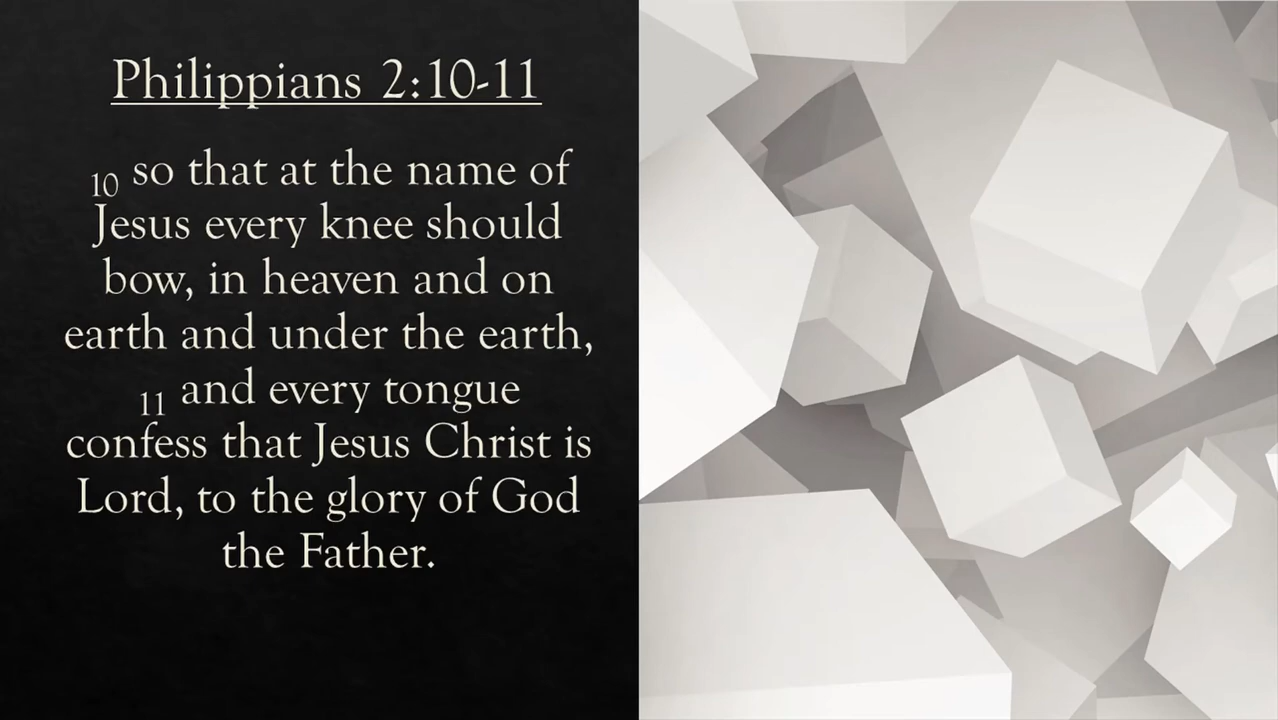 Philippians 2:10-11
10 so that at the name of
Jesus every knee should
bow, in heaven and on
earth and under the earth,
11 and every tongue
confess that Jesus Christ is
Lord, to the glory of God
the Father.